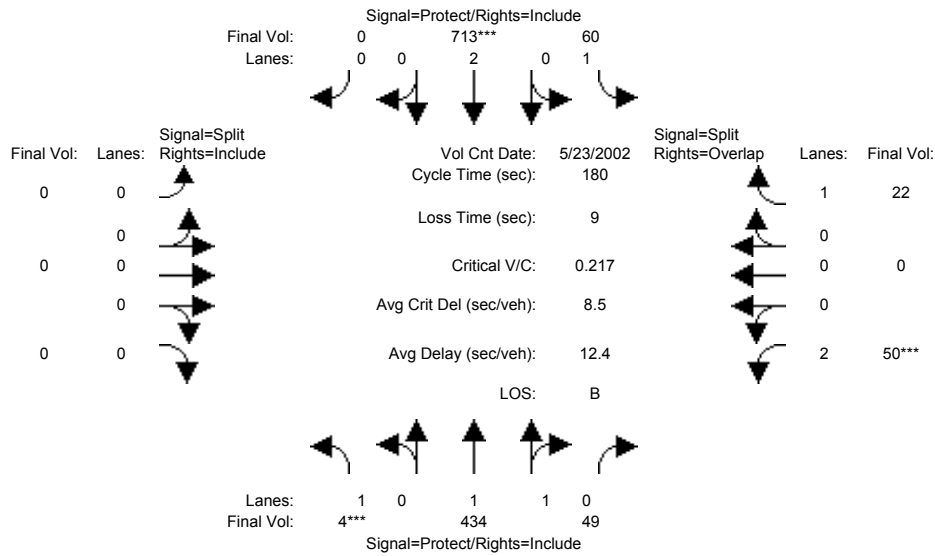 Signal=Protect/Rights=Include
Final Vol: 0 713*** 60
Lanes: 0 0 2 0 1
Signal=Split
Rights=Include
Final Vol: Lanes:
Vol Cnt Date: 5/23/2002
Signal=Split
Rights=Overlap
Lanes: Final Vol:
Cycle Time (sec): 180
0 0
1 22
Loss Time (sec): 9
0
0
0 0
Critical V/C: 0.217
0 0
0
Avg Crit Del (sec/veh): 8.5
0
0 0
Avg Delay (sec/veh): 12.4
2 50***
LOS: B
Lanes: 1 0 1 1 0
Final Vol: 4*** 434 49
Signal=Protect/Rights=Include